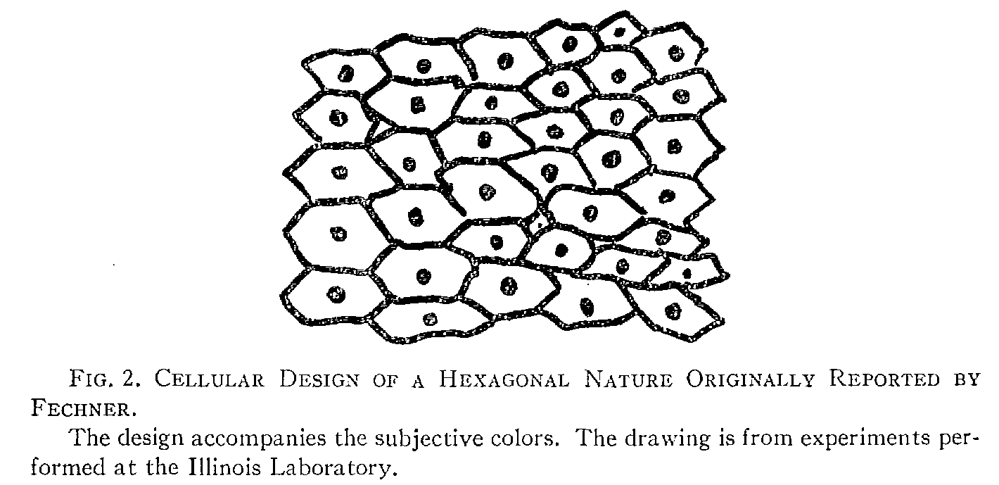 Fig. 2. Cellular Design of a Hexagonal Nature Originally Reported by
Fechner.
The design accompanies the subjective colors. The drawing is from experiments per-
formed at the Illinois Laboratory.